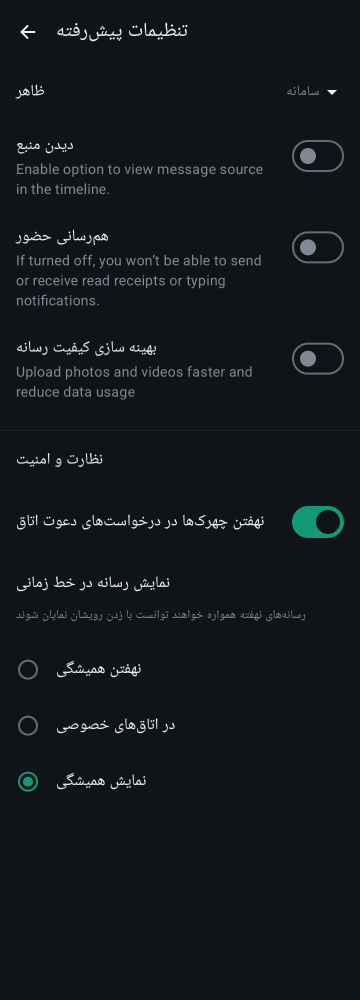 تنظیمات پیش‌رفته
ظاهر
سامانه
دیدن منبع
Enable option to view message source
in the timeline.
هم‌رسانی حضور
If turned off, you won’t be able to send
or receive read receipts or typing
notifications.
بهینه سازی کیفیت رسانه
Upload photos and videos faster and
reduce data usage
نظارت و امنیت
نهفتن چهرک‌ها در درخواست‌های دعوت اتاق
نمایش رسانه در خط زمانی
رسانه‌های نهفته همواره خواهند توانست با زدن رویشان نمایان شوند
نهفتن همیشگی
در اتاق‌های خصوصی
نمایش همیشگی